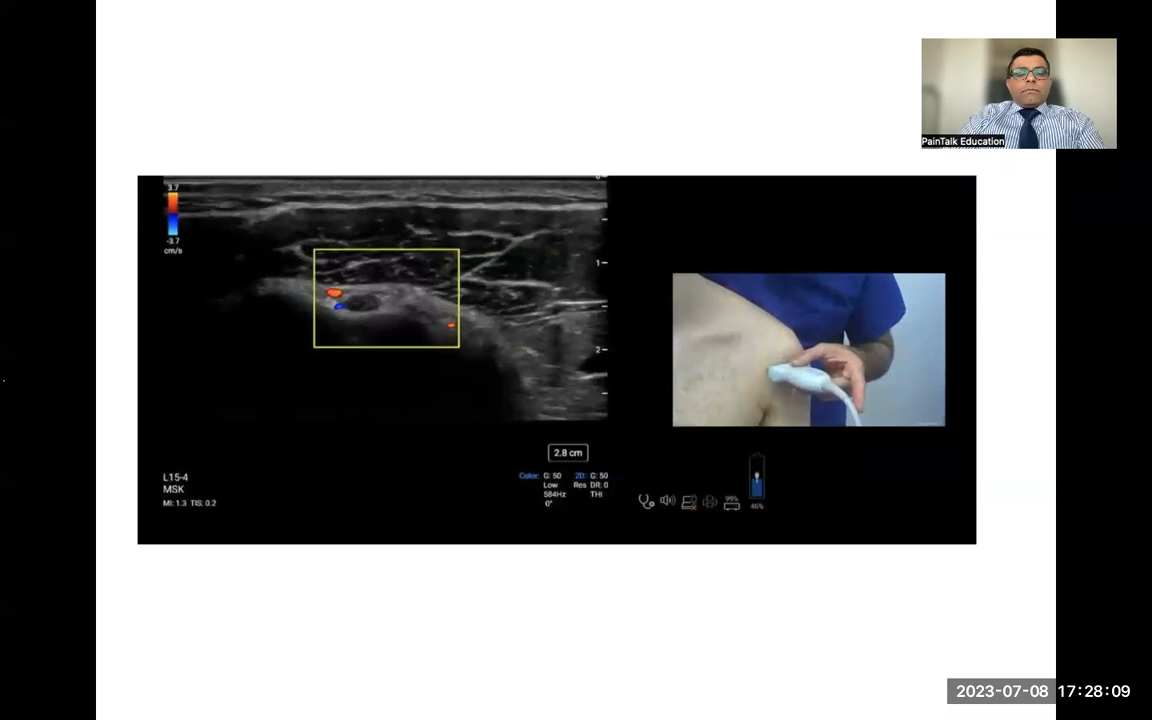 PainTalk Education
3.7
-3.7
cm/s
1
2
2.8 cm
L15-4
MSK
MI: 1.3 TIS: 0.2
Color: G: 50 2D: G: 50
Low Res DR: 0
584Hz THI
0°
99%
46%
2023-07-08 17:28:09